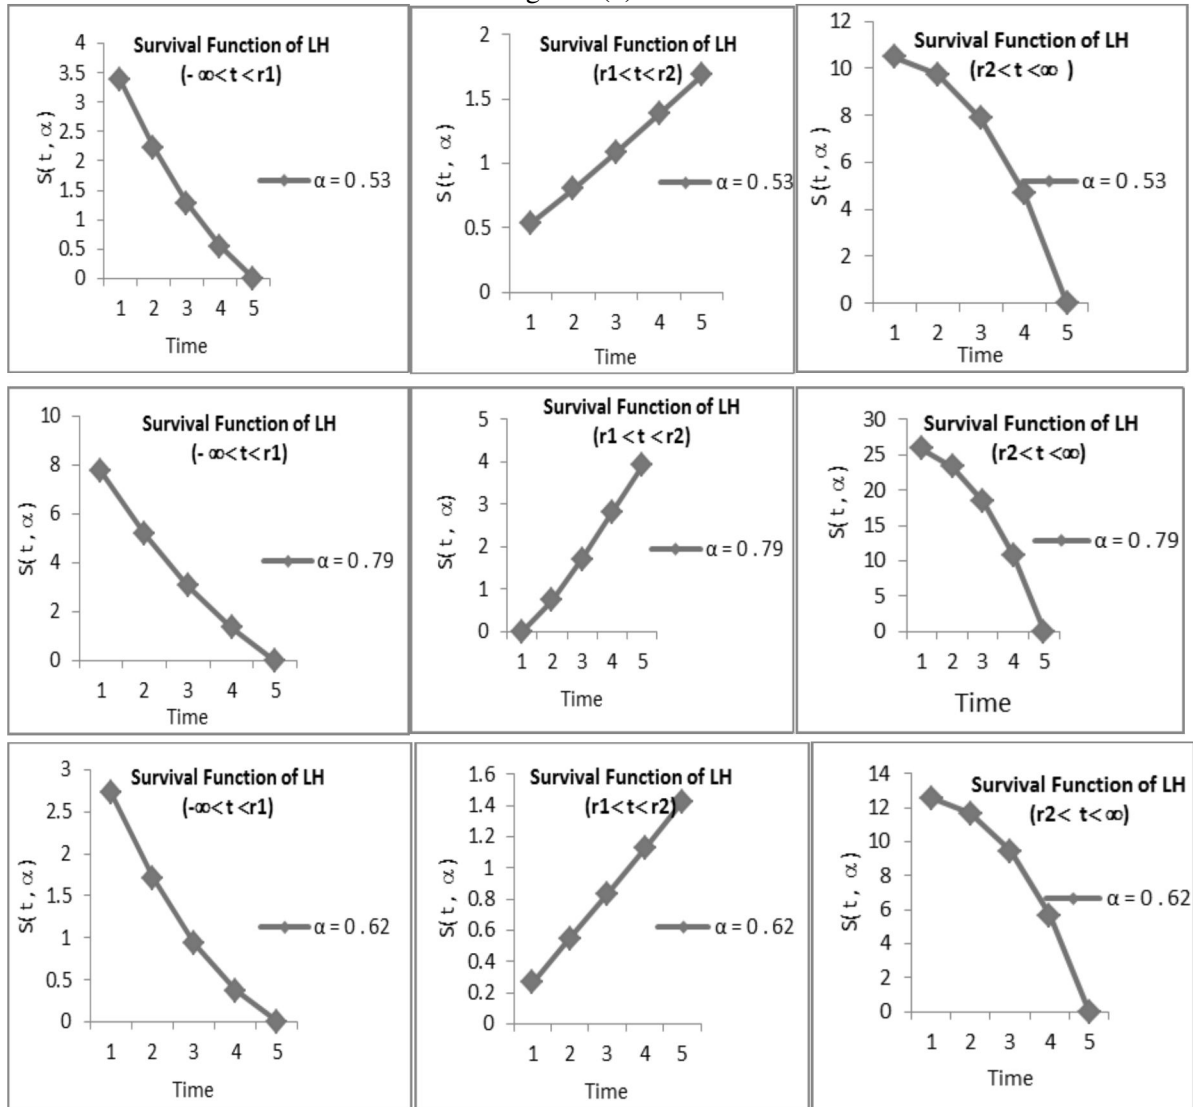 Survival Function of LH
(- ∞<t<r1)
4
3.5
3
2.5
2
1.5
1
0.5
0
S(t, α)
α=0.53
1 2 3 4 5
Time
Survival Function of LH
(r1<t<r2)
2
1.5
1
0.5
0
S(t, α)
α=0.53
1 2 3 4 5
Time
Survival Function of LH
(r2<t<∞ )
12
10
8
6
4
2
0
S(t, α )
α=0.53
1 2 3 4 5
Time
Survival Function of LH
(- ∞<t<r1)
10
8
6
4
2
0
S(t, α)
α=0.79
1 2 3 4 5
Time
Survival Function of LH
(r1 <t<r2)
5
4
3
2
1
0
S(t, α)
α=0.79
1 2 3 4 5
Time
Survival Function of LH
(r2<t<∞)
30
25
20
15
10
5
0
S(t, α)
α=0.79
1 2 3 4 5
Time
Survival Function of LH
(-∞<t <r1)
3
2.5
2
1.5
1
0.5
0
S(t, α)
α=0.62
1 2 3 4 5
Time
Survival Function of LH
(r1<t<r2)
1.6
1.4
1.2
1
0.8
0.6
0.4
0.2
0
S(t, α)
α=0.62
1 2 3 4 5
Time
Survival Function of LH
(r2< t<∞)
14
12
10
8
6
4
2
0
S(t, α)
α=0.62
1 2 3 4 5
Time